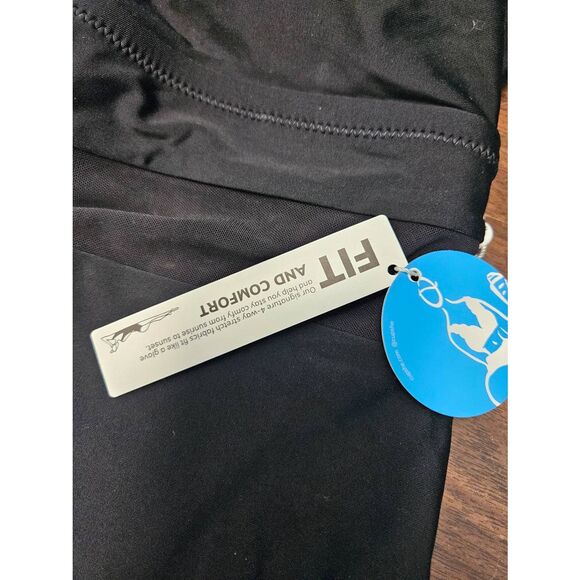 FIT
AND COMFORT
Our signature 4-way stretch fabrics fit like a glove
and help you stay comfy from sunrise to sunset.